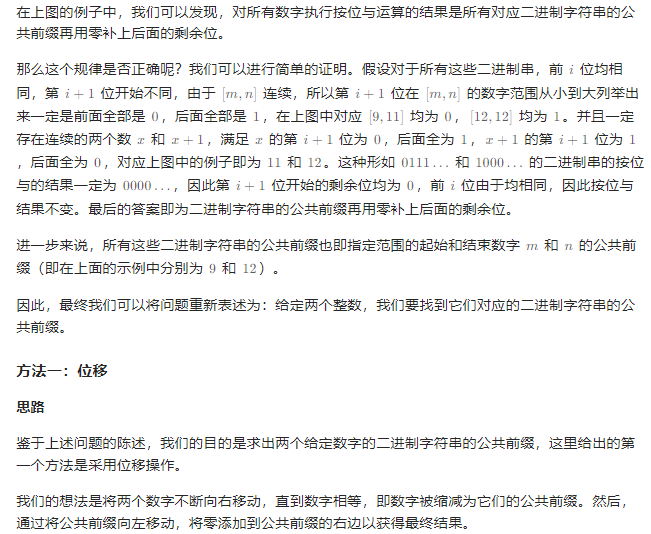 在上图的例子中，我们可以发现，对所有数字执行按位与运算的结果是所有对应二进制字符串的公
共前缀再用零补上后面的剩余位。
那么这个规律是否正确呢？我们可以进行简单的证明。假设对于所有这些二进制串，前 i 位均相
同，第 i + 1 位开始不同，由于 [m, n] 连续，所以第 i + 1 位在 [m, n] 的数字范围从小到大列举出
来一定是前面全部是 0，后面全部是 1，在上图中对应 [9, 11] 均为 0，[12, 12] 均为 1。并且一定
存在连续的两个数 x 和 x + 1，满足 x 的第 i + 1 位为 0，后面全为 1，x + 1 的第 i + 1 位为 1
，后面全为 0，对应上图中的例子即为 11 和 12。这种形如 0111… 和 1000… 的二进制串的按位
与的结果一定为 0000…，因此第 i + 1 位开始的剩余位均为 0，前 i 位由于均相同，因此按位与
结果不变。最后的答案即为二进制字符串的公共前缀再用零补上后面的剩余位。
进一步来说，所有这些二进制字符串的公共前缀也即指定范围的起始和结束数字 m 和 n 的公共前
缀（即在上面的示例中分别为 9 和 12）。
因此，最终我们可以将问题重新表述为：给定两个整数，我们要找到它们对应的二进制字符串的公
共前缀。
方法一：位移
思路
鉴于上述问题的陈述，我们的目的是求出两个给定数字的二进制字符串的公共前缀，这里给出的第
一个方法是采用位移操作。
我们的想法是将两个数字不断向右移动，直到数字相等，即数字被缩减为它们的公共前缀。然后，
通过将公共前缀向左移动，将零添加到公共前缀的右边以获得最终结果。